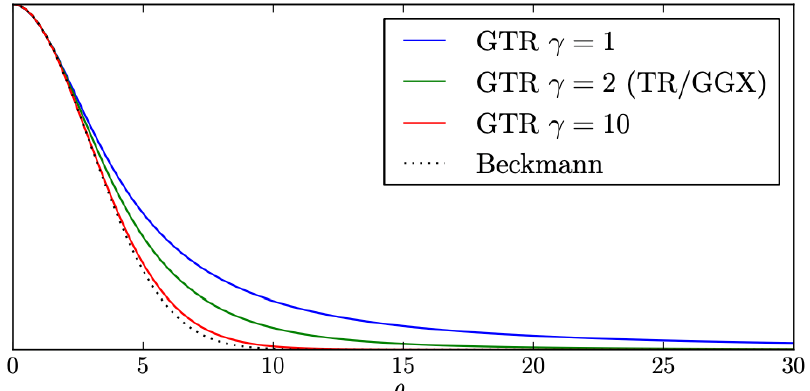 GTR γ = 1
GTR γ = 2 (TR/GGX)
GTR γ = 10
Beckmann
0 5 10 15 20 25 30